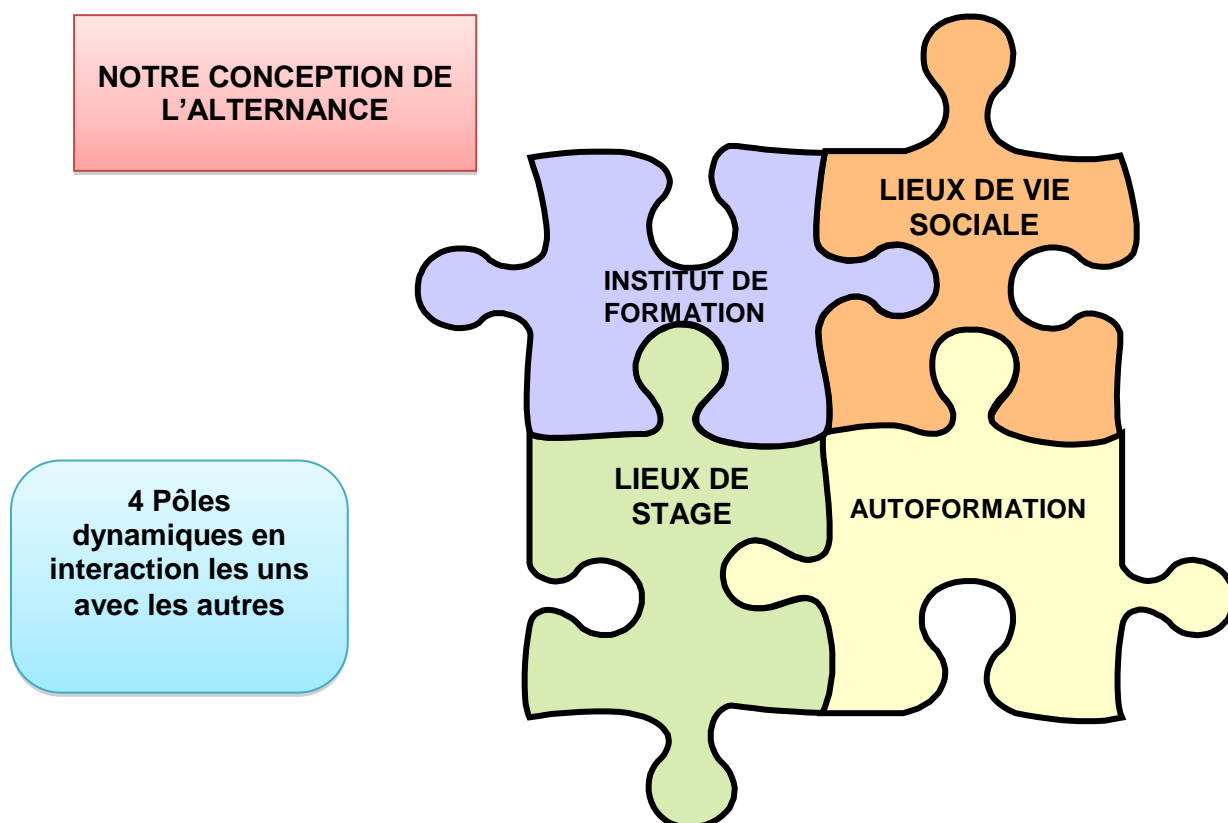 NOTRE CONCEPTION DE
L’ALTERNANCE
LIEUX DE VIE
SOCIALE
INSTITUT DE
FORMATION
LIEUX DE
STAGE
AUTOFORMATION
4 Pôles
dynamiques en
interaction les uns
avec les autres